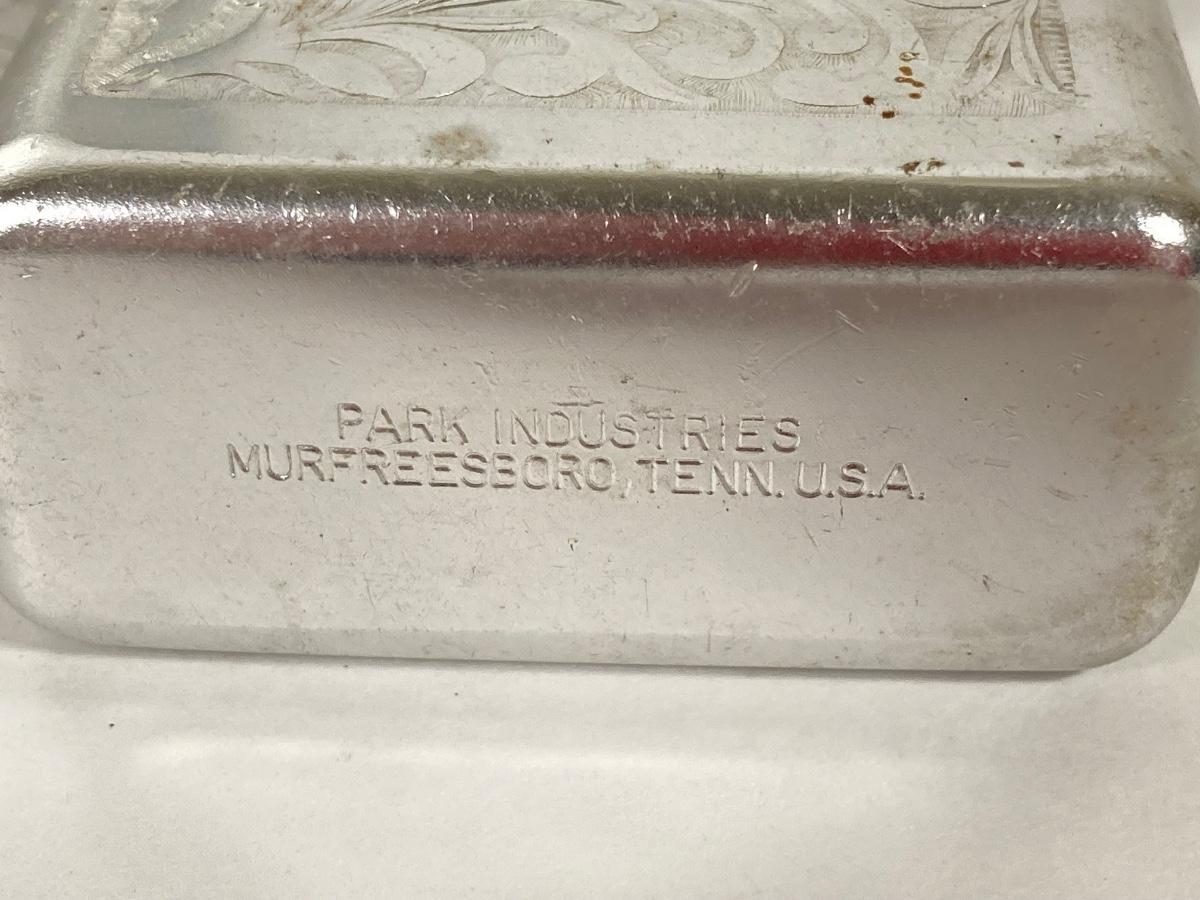 PARK INDUSTRIES
MURFREESBORO, TENN. U.S.A.